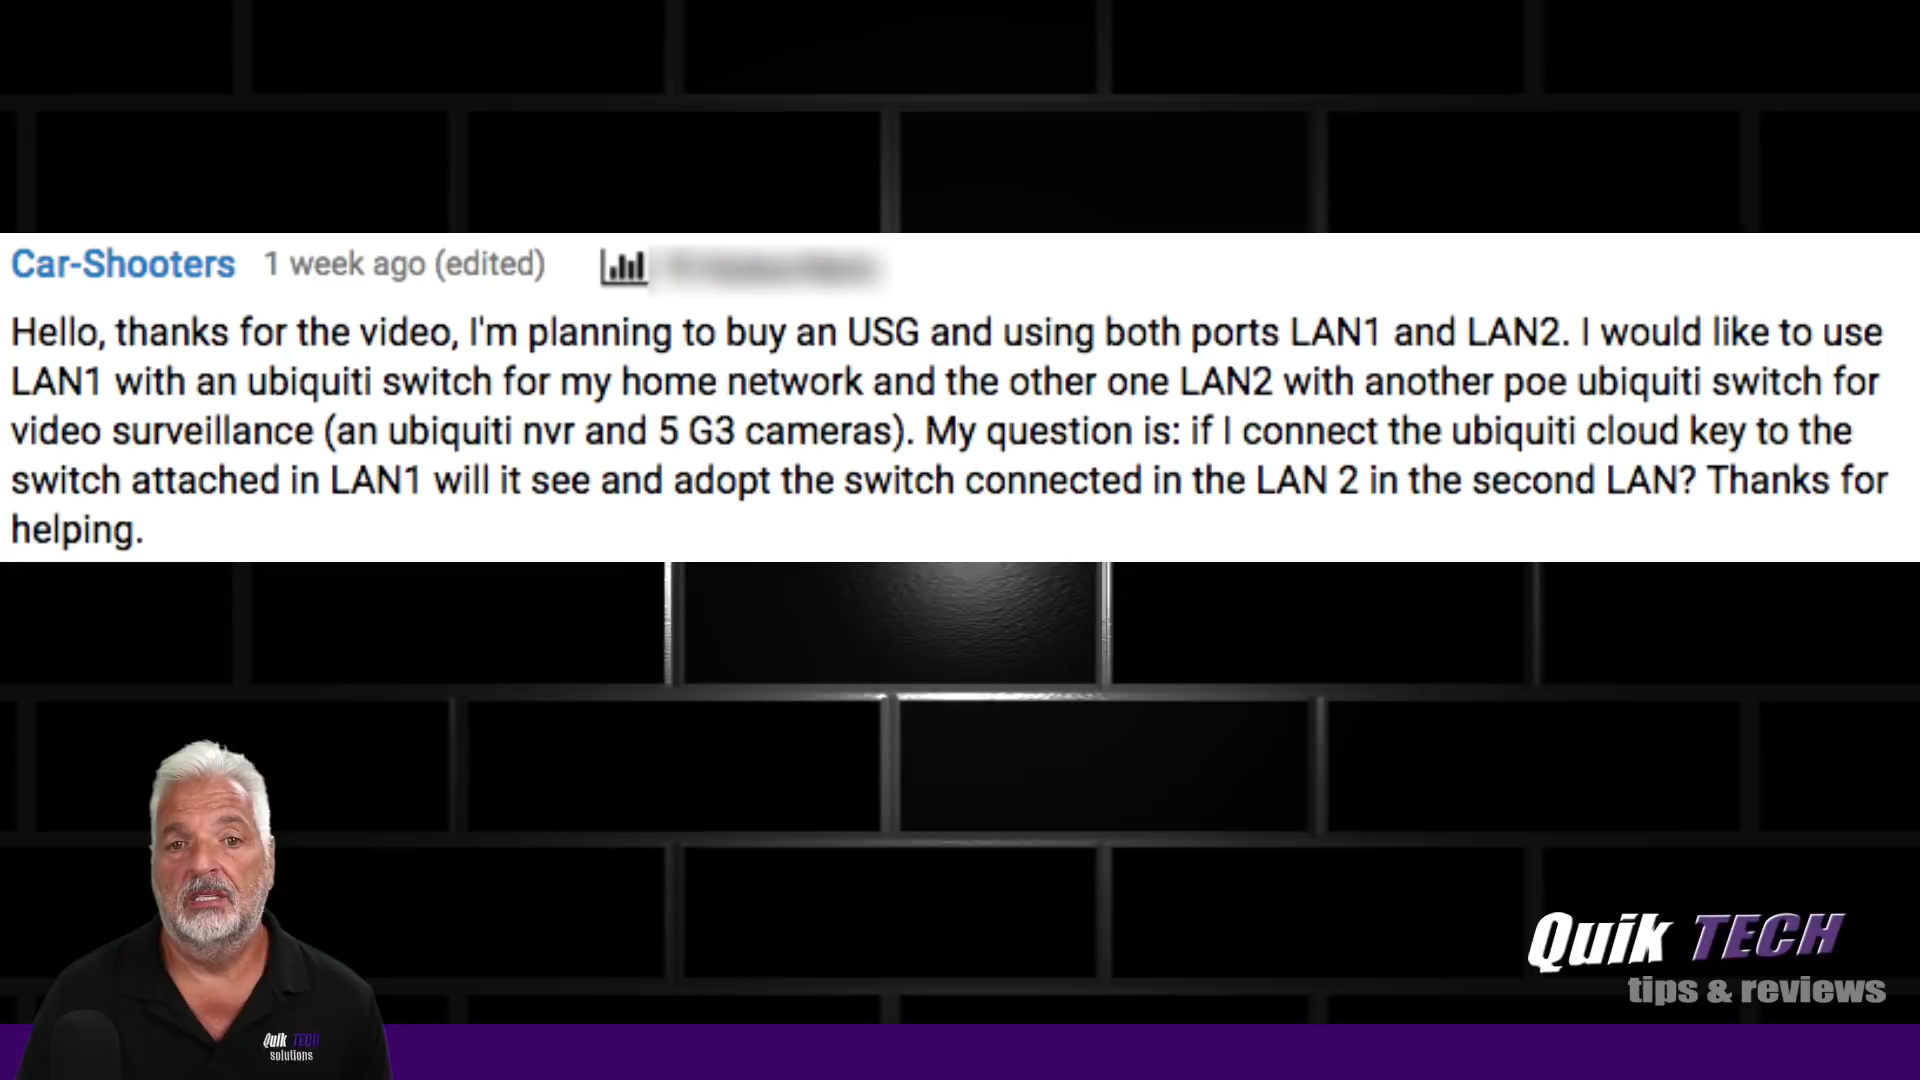 Car-Shooters 1 week ago (edited)
Hello, thanks for the video, I'm planning to buy an USG and using both ports LAN1 and LAN2. I would like to use
LAN1 with an ubiquiti switch for my home network and the other one LAN2 with another poe ubiquiti switch for
video surveillance (an ubiquiti nvr and 5 G3 cameras). My question is: if I connect the ubiquiti cloud key to the
switch attached in LAN1 will it see and adopt the switch connected in the LAN 2 in the second LAN? Thanks for
helping.
Quik TECH
tips & reviews
Quik TECH
solutions